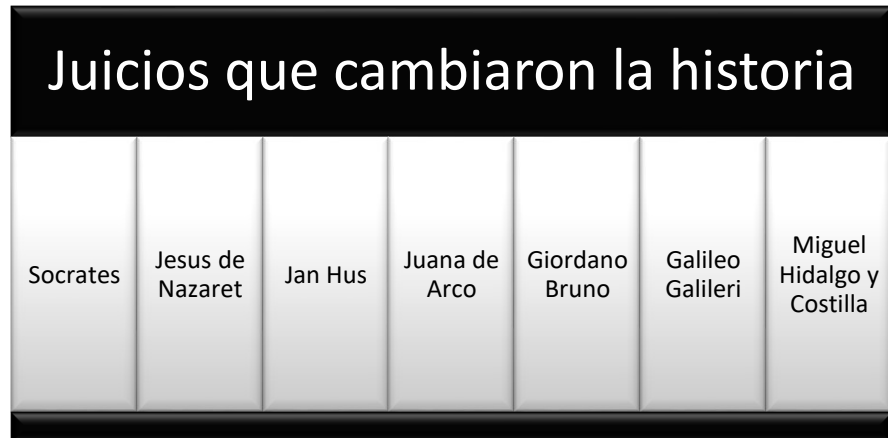 Juicios que cambiaron la historia
Socrates
Jesus de
Nazaret
Jan Hus
Juana de
Arco
Giordano
Bruno
Galileo
Galileri
Miguel
Hidalgo y
Costilla